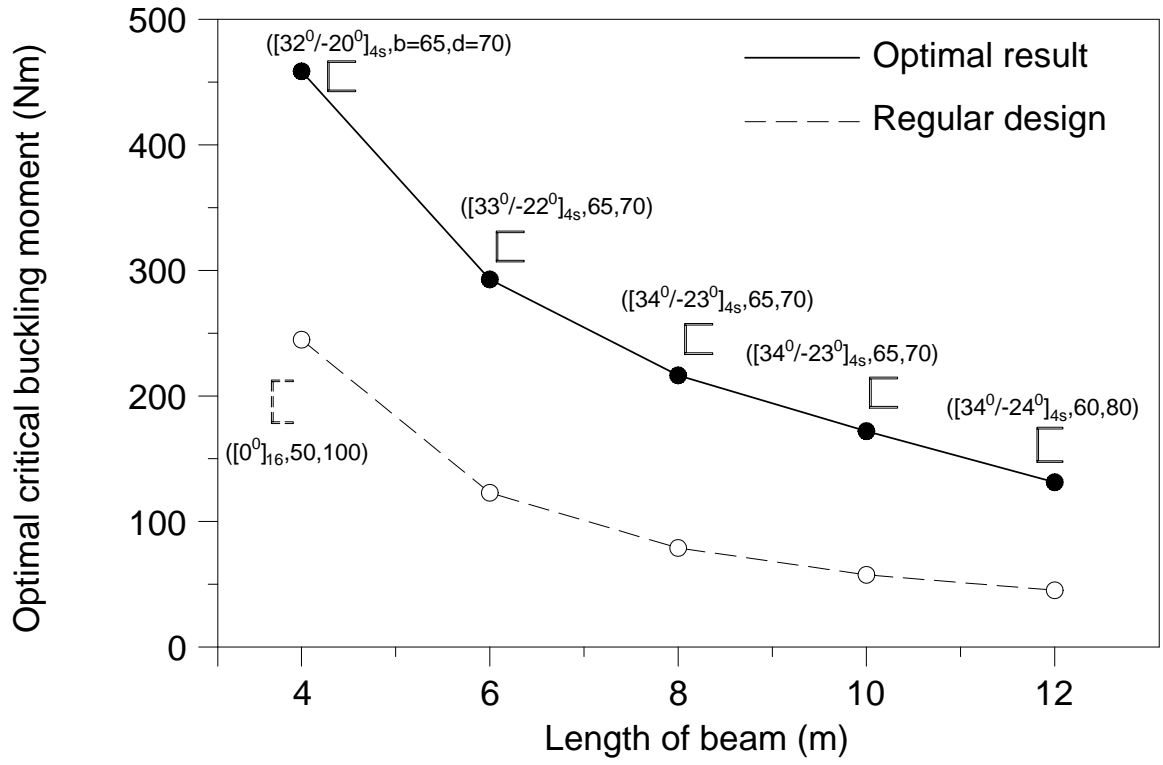 Optimal critical buckling moment (Nm)
500
400
300
200
100
0
([32⁰/-20⁰]₄ₛ,b=65,d=70)
Optimal result
Regular design
([33⁰/-22⁰]₄ₛ,65,70)
([34⁰/-23⁰]₄ₛ,65,70)
([34⁰/-23⁰]₄ₛ,65,70)
([34⁰/-24⁰]₄ₛ,60,80)
([0⁰]₁₆,50,100)
4 6 8 10 12
Length of beam (m)